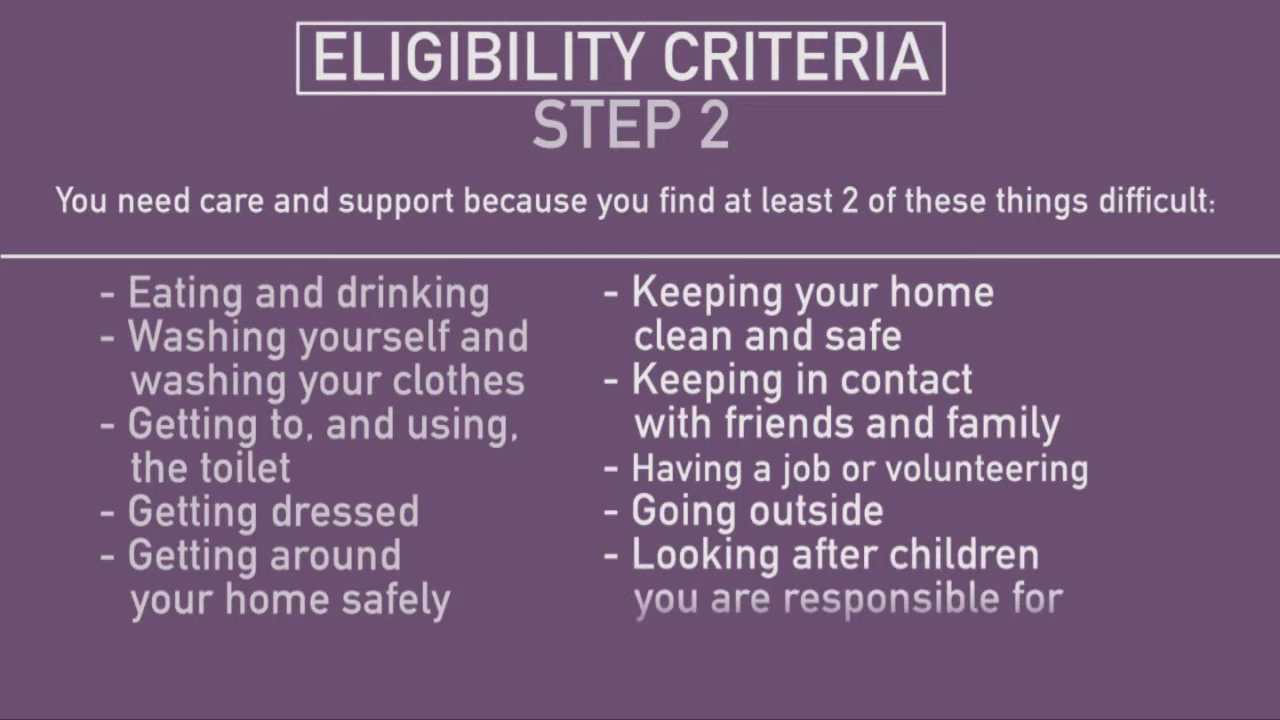 ELIGIBILITY CRITERIA
STEP 2
You need care and support because you find at least 2 of these things difficult:
- Eating and drinking
- Washing yourself and
washing your clothes
- Getting to, and using,
the toilet
- Getting dressed
- Getting around
your home safely
- Keeping your home
clean and safe
- Keeping in contact
with friends and family
- Having a job or volunteering
- Going outside
- Looking after children
you are responsible for